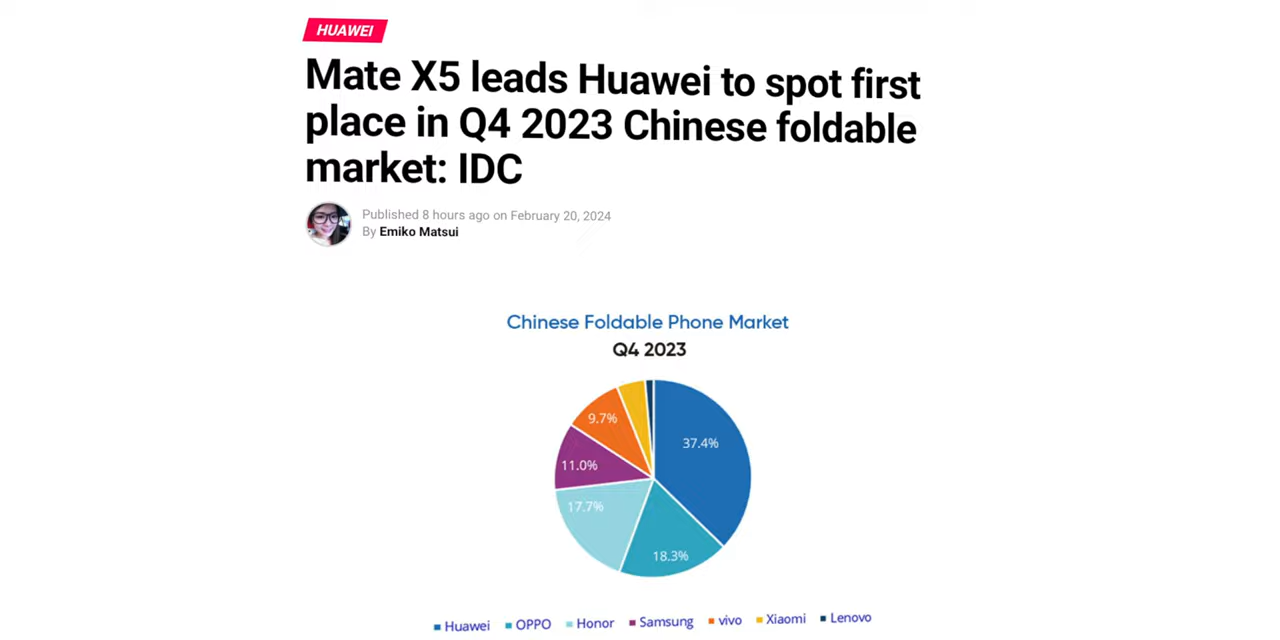 HUAWEI
Mate X5 leads Huawei to spot first
place in Q4 2023 Chinese foldable
market: IDC
Published 8 hours ago on February 20, 2024
By Emiko Matsui
Chinese Foldable Phone Market
Q4 2023
9.7%
37.4%
11.0%
17.7%
18.3%
Huawei OPPO Honor Samsung vivo Xiaomi Lenovo